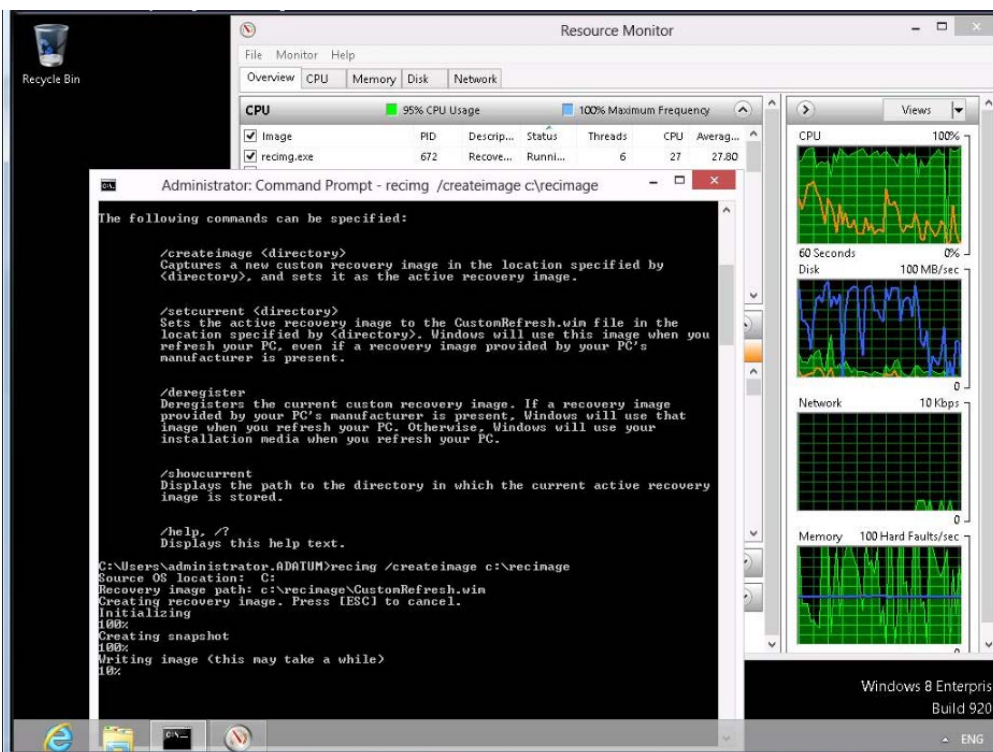 Recycle Bin
Resource Monitor
File Monitor Help
Overview CPU Memory Disk Network
CPU 95% CPU Usage 100% Maximum Frequency
Image PID Descrip... Status Threads CPU Averag...
recimg.exe 672 Recove... Runni... 6 27 27.80
Views
CPU 100%
60 Seconds 0%
Disk 100 MB/sec
0
Network 10 Kbps
0
Memory 100 Hard Faults/sec
Administrator: Command Prompt - recimg /createimage c:\recimage
The following commands can be specified:
/createimage <directory>
Captures a new custom recovery image in the location specified by
<directory>, and sets it as the active recovery image.
/setcurrent <directory>
Sets the active recovery image to the CustomRefresh.wim file in the
location specified by <directory>. Windows will use this image when you
refresh your PC, even if a recovery image provided by your PC's
manufacturer is present.
/deregister
Deregisters the current custom recovery image. If a recovery image
provided by your PC's manufacturer is present, Windows will use that
image when you refresh your PC. Otherwise, Windows will use your
installation media when you refresh your PC.
/showcurrent
Displays the path to the directory in which the current active recovery
image is stored.
/help, /?
Displays this help text.
C:\Users\administrator.ADATUM>recimg /createimage c:\recimage
Source OS location: C:
Recovery image path: c:\recimage\CustomRefresh.wim
Creating recovery image. Press [ESC] to cancel.
Initializing
100%
Creating snapshot
100%
Writing image (this may take a while)
10%
Windows 8 Enterpris
Build 920
ENG